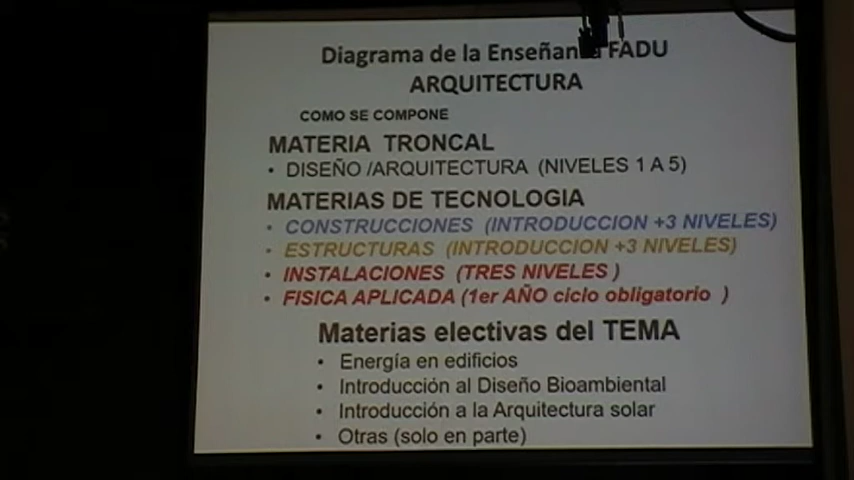 Diagrama de la Enseñanza FADU
ARQUITECTURA
COMO SE COMPONE
MATERIA TRONCAL
• DISEÑO /ARQUITECTURA (NIVELES 1 A 5)
MATERIAS DE TECNOLOGIA
• CONSTRUCCIONES (INTRODUCCION +3 NIVELES)
• ESTRUCTURAS (INTRODUCCION +3 NIVELES)
• INSTALACIONES (TRES NIVELES )
• FISICA APLICADA (1er AÑO ciclo obligatorio )
Materias electivas del TEMA
• Energía en edificios
• Introducción al Diseño Bioambiental
• Introducción a la Arquitectura solar
• Otras (solo en parte)